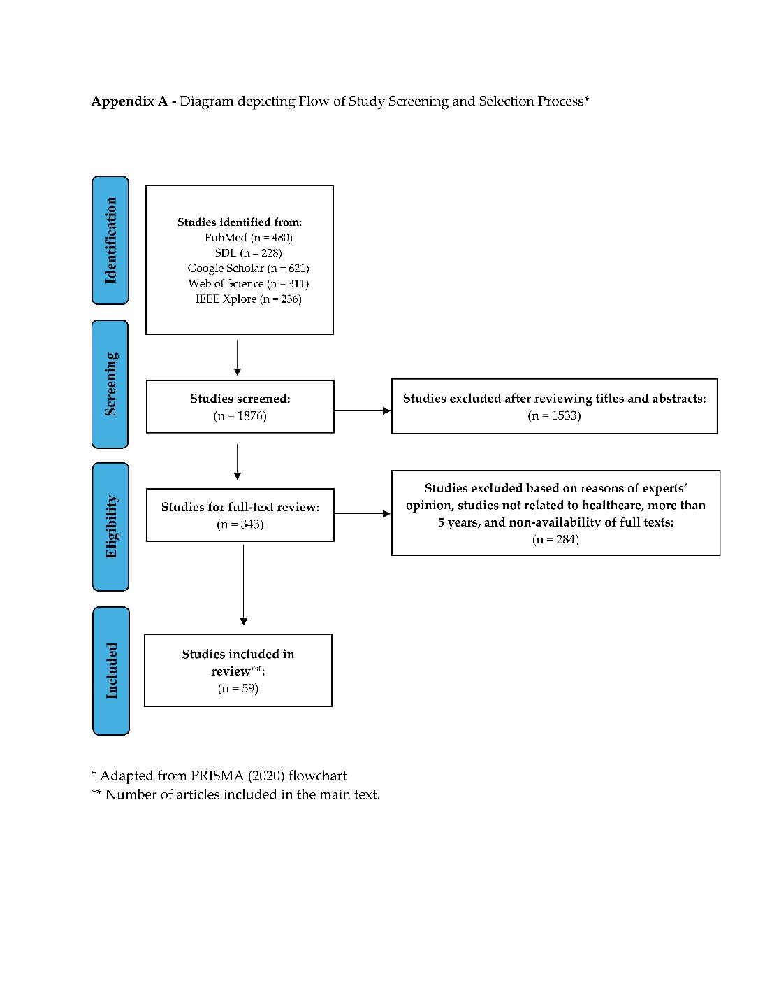 Appendix A - Diagram depicting Flow of Study Screening and Selection Process*
Identification
Studies identified from:
PubMed (n = 480)
SDL (n = 228)
Google Scholar (n = 621)
Web of Science (n = 311)
IEEE Xplore (n = 236)
Screening
Studies screened:
(n = 1876)
Studies excluded after reviewing titles and abstracts:
(n = 1533)
Eligibility
Studies for full-text review:
(n = 343)
Studies excluded based on reasons of experts’
opinion, studies not related to healthcare, more than
5 years, and non-availability of full texts:
(n = 284)
Included
Studies included in
review**:
(n = 59)
* Adapted from PRISMA (2020) flowchart
** Number of articles included in the main text.